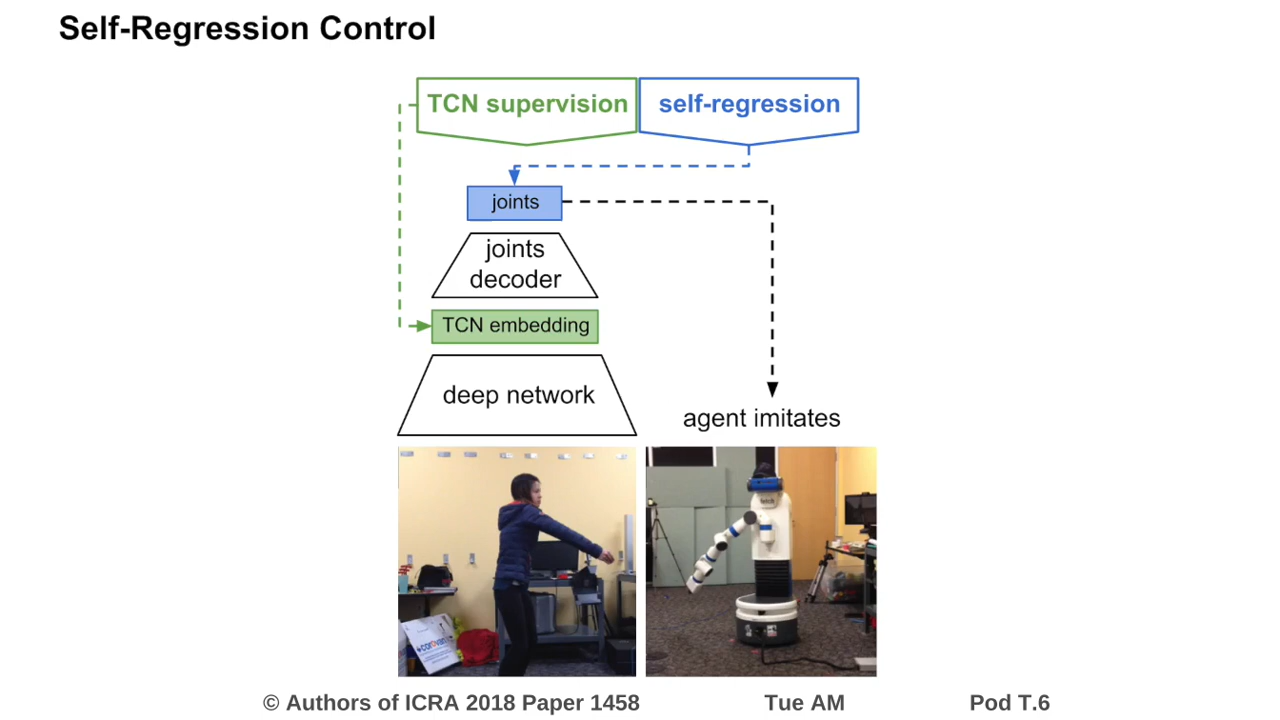 Self-Regression Control
TCN supervision
self-regression
joints
joints
decoder
TCN embedding
deep network
agent imitates
fetch
© Authors of ICRA 2018 Paper 1458
Tue AM
Pod T.6